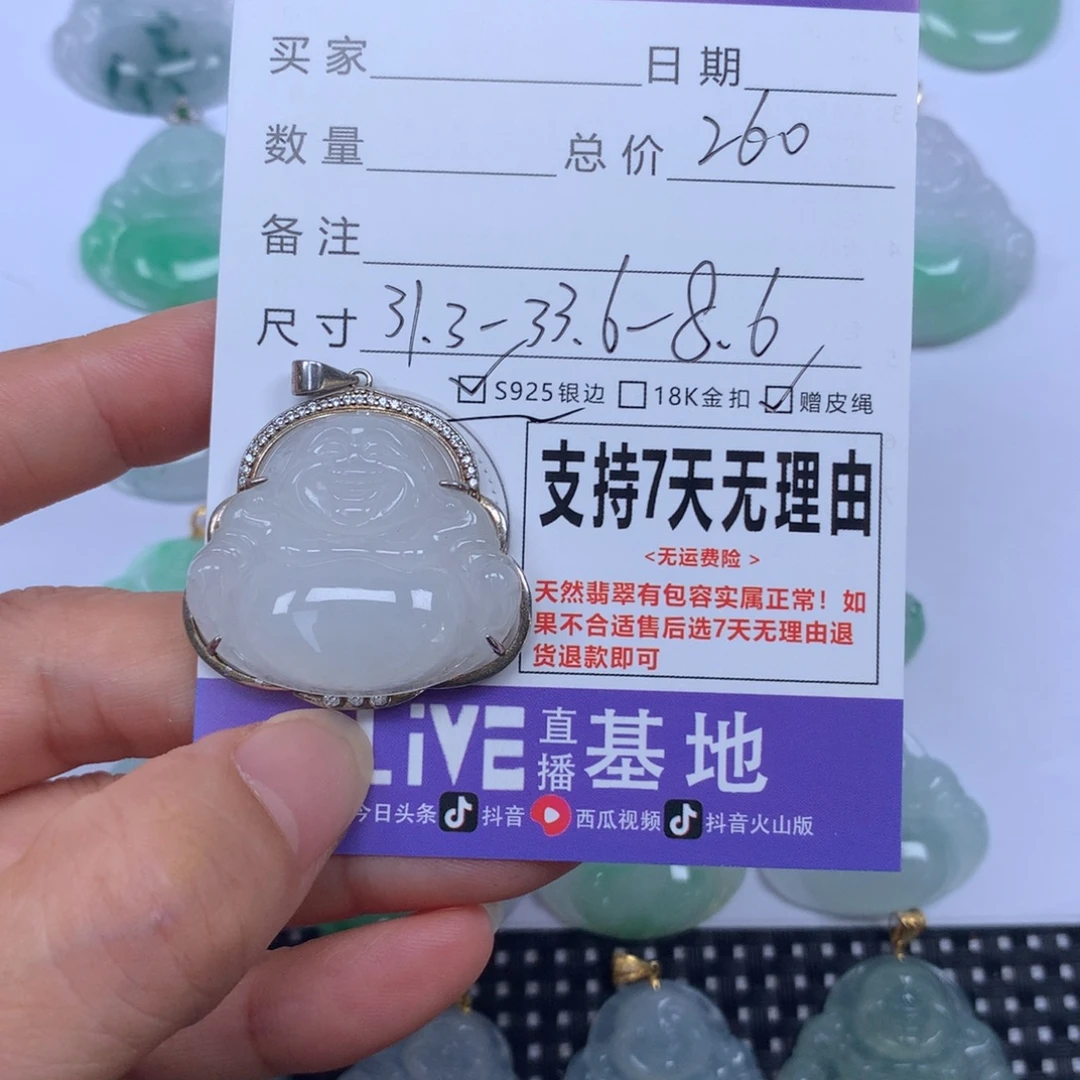 买家 日期
数量 总价 260
备注
尺寸 31.3-33.6-8.6
☑ S925银边 ☐ 18K金扣 ☑ 赠皮绳
支持7天无理由
<无运费险 >
天然翡翠有包容实属正常！如
果不合适售后选7天无理由退
货退款即可
LiVE 直播 基地
今日头条 抖音 西瓜视频 抖音火山版